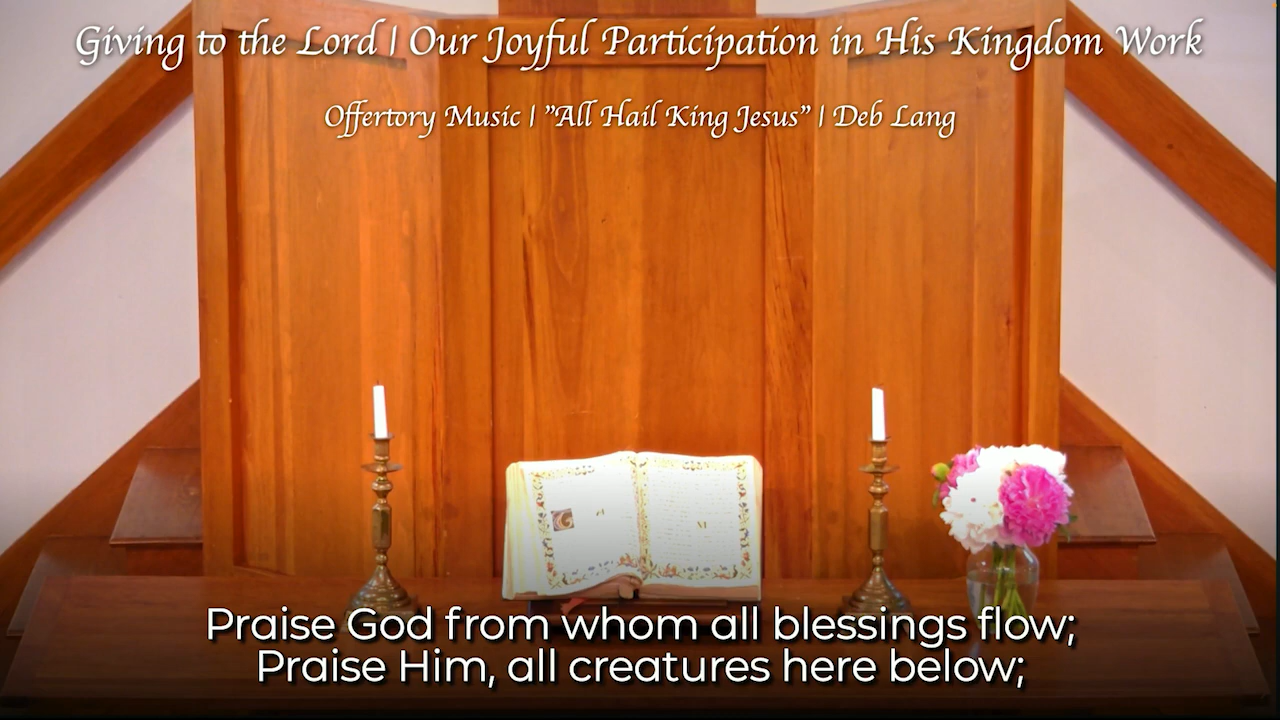 Giving to the Lord | Our Joyful Participation in His Kingdom Work
Offertory Music | "All Hail King Jesus" | Deb Lang
Praise God from whom all blessings flow;
Praise Him, all creatures here below;